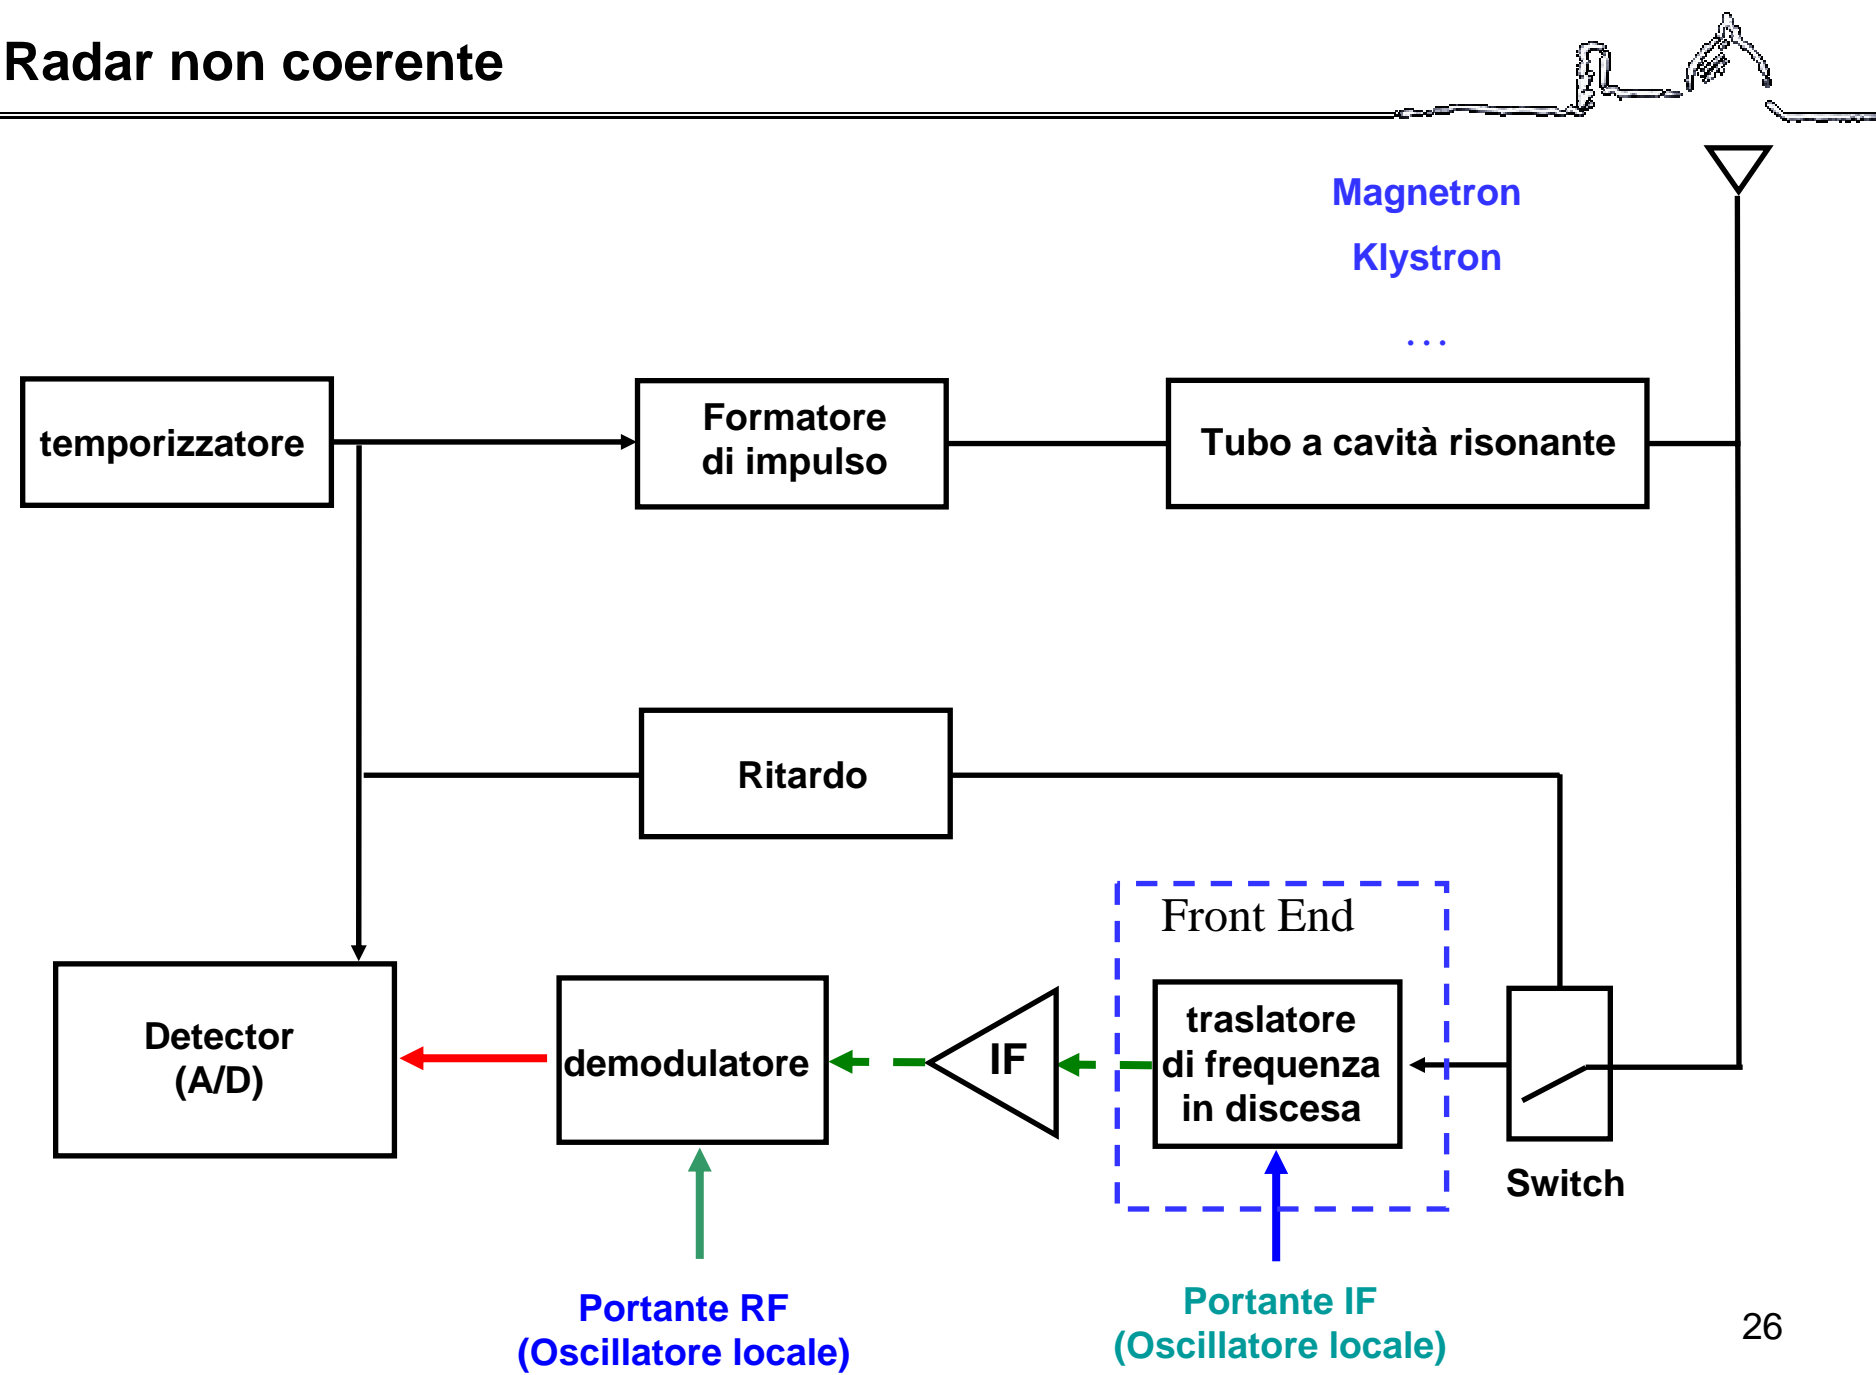 Radar non coerente
Magnetron
Klystron
…
temporizzatore
Formatore
di impulso
Tubo a cavità risonante
Ritardo
Front End
Detector
(A/D)
demodulatore
IF
traslatore
di frequenza
in discesa
Switch
Portante RF
(Oscillatore locale)
Portante IF
(Oscillatore locale)
26